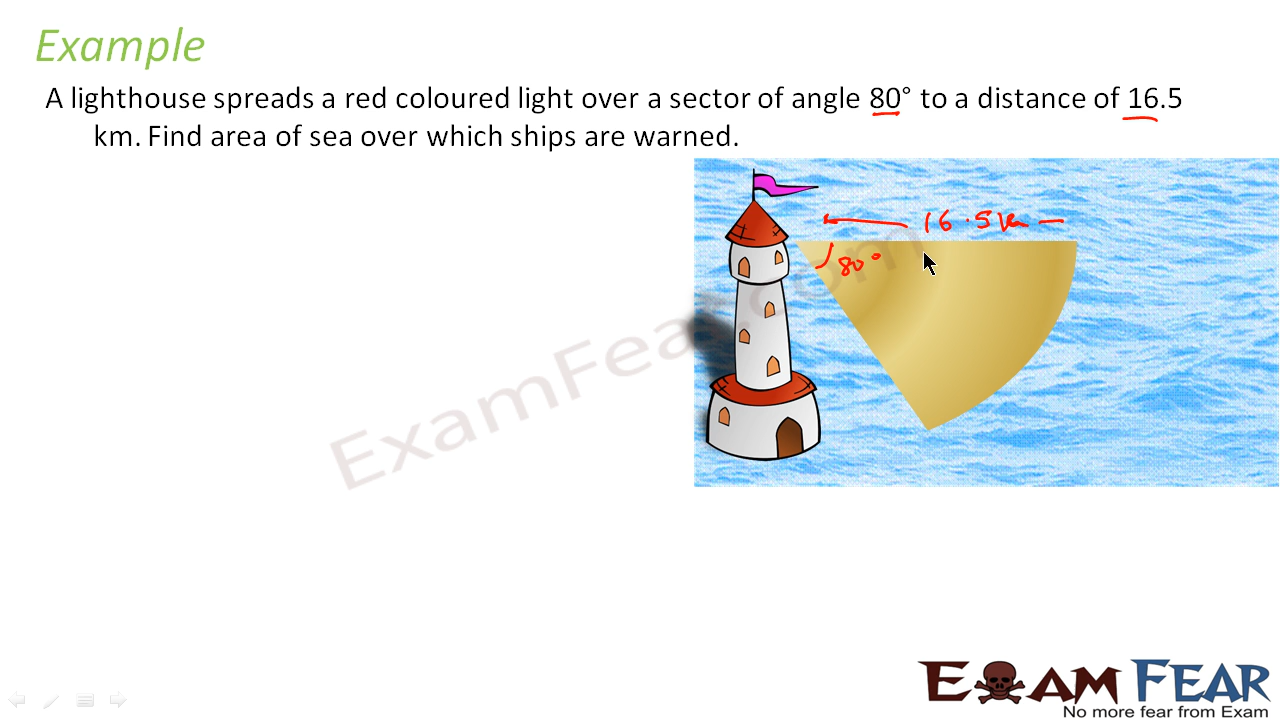 Example
A lighthouse spreads a red coloured light over a sector of angle 80° to a distance of 16.5
km. Find area of sea over which ships are warned.
16.5 km
80°
ExamFear.com
EXAM FEAR
No more fear from Exam